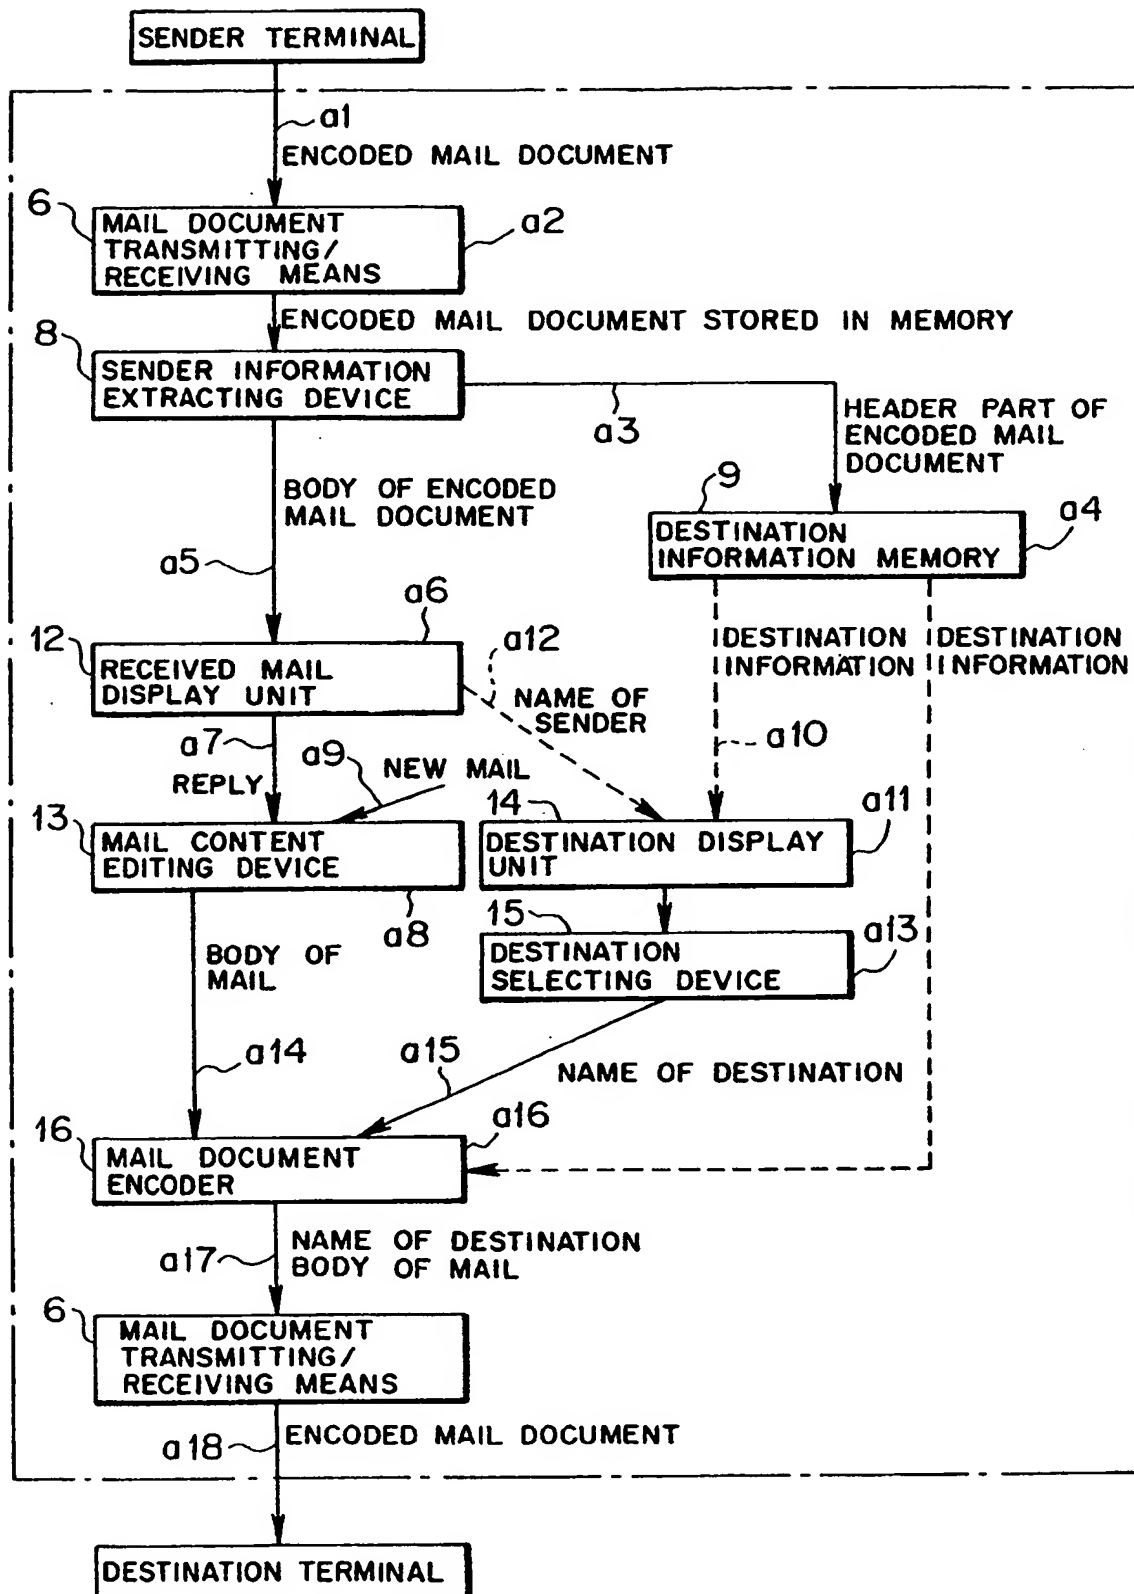 SENDER TERMINAL
a1
ENCODED MAIL DOCUMENT
6
MAIL DOCUMENT
TRANSMITTING/
RECEIVING MEANS
a2
ENCODED MAIL DOCUMENT STORED IN MEMORY
8
SENDER INFORMATION
EXTRACTING DEVICE
a3
HEADER PART OF
ENCODED MAIL
DOCUMENT
BODY OF ENCODED
MAIL DOCUMENT
9
DESTINATION
INFORMATION MEMORY
a4
a5
a6
12
RECEIVED MAIL
DISPLAY UNIT
a12
NAME OF
SENDER
DESTINATION
INFORMATION
DESTINATION
INFORMATION
a10
a7
REPLY
a9
NEW MAIL
13
MAIL CONTENT
EDITING DEVICE
a8
14
DESTINATION DISPLAY
UNIT
a11
15
DESTINATION
SELECTING DEVICE
a13
BODY OF
MAIL
a14
a15
NAME OF DESTINATION
16
MAIL DOCUMENT
ENCODER
a16
a17
NAME OF DESTINATION
BODY OF MAIL
6
MAIL DOCUMENT
TRANSMITTING/
RECEIVING MEANS
a18
ENCODED MAIL DOCUMENT
DESTINATION TERMINAL